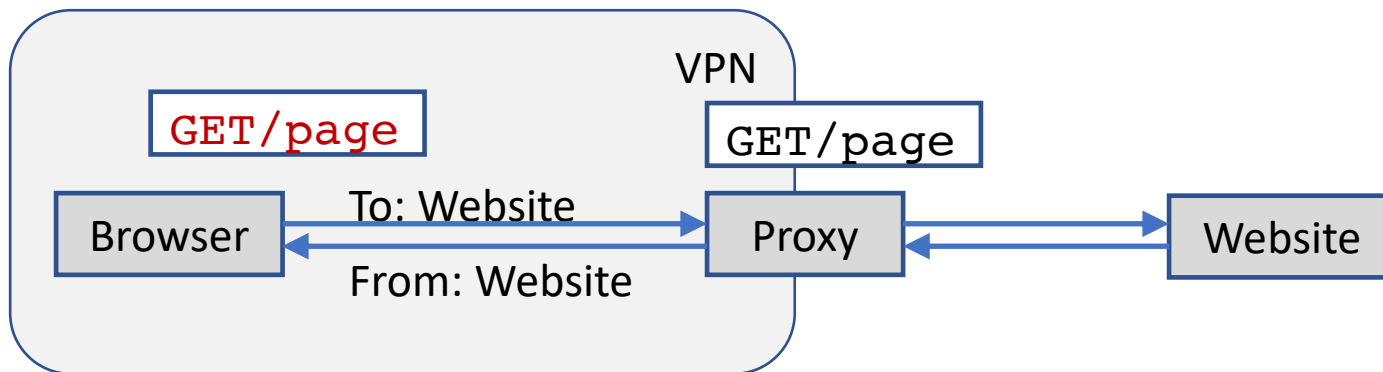 VPN
GET/page
GET/page
To: Website
Browser
Proxy
Website
From: Website